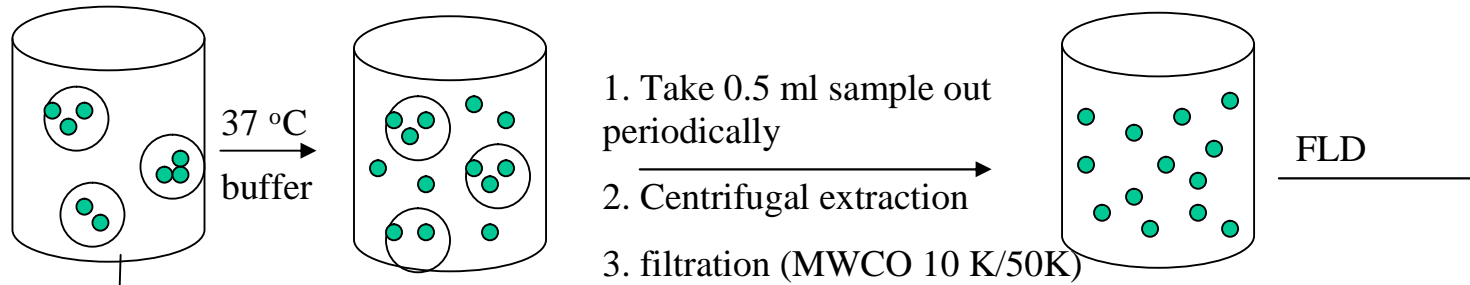 37 °C
buffer
1. Take 0.5 ml sample out
periodically
2. Centrifugal extraction
3. filtration (MWCO 10 K/50K)
FLD